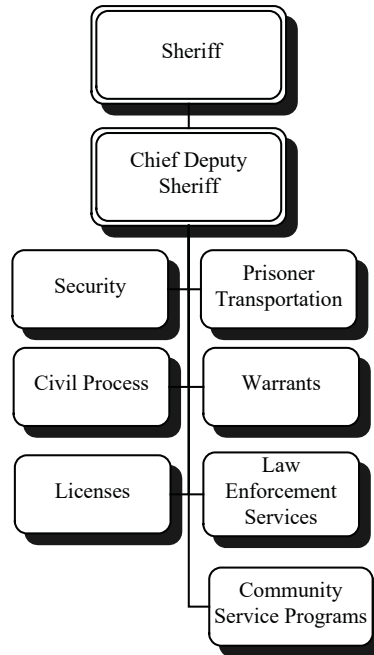 Sheriff
Chief Deputy
Sheriff
Security
Prisoner
Transportation
Civil Process
Warrants
Licenses
Law
Enforcement
Services
Community
Service Programs